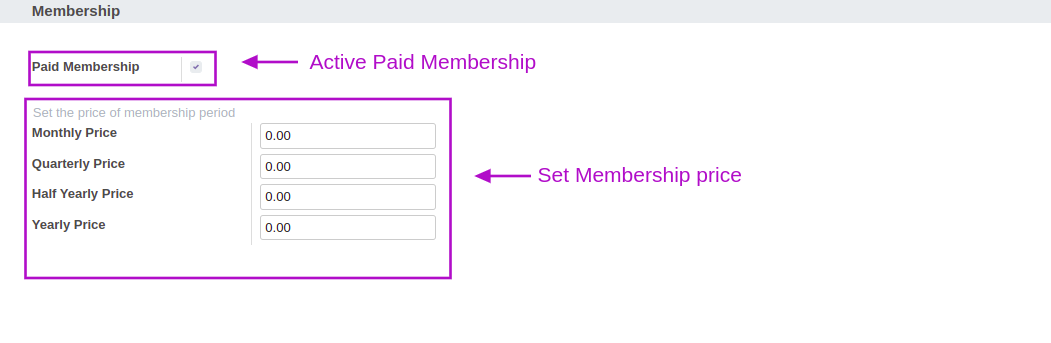 Membership
Paid Membership
Active Paid Membership
Set the price of membership period
Monthly Price 0.00
Quarterly Price 0.00
Set Membership price
Half Yearly Price 0.00
Yearly Price 0.00